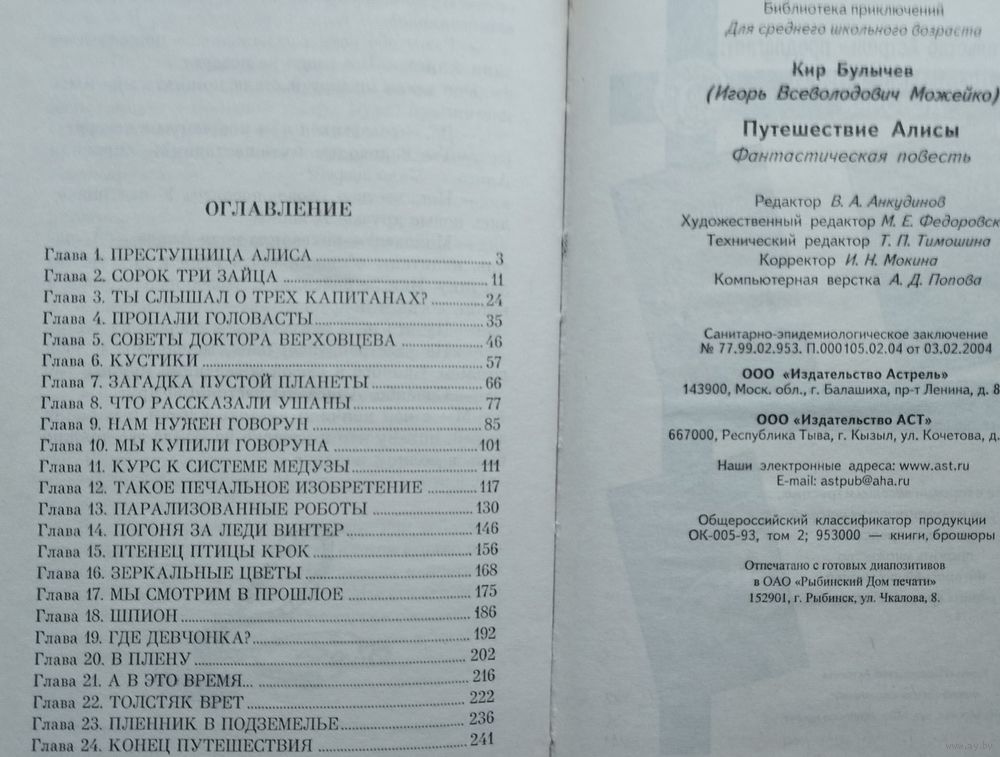 ОГЛАВЛЕНИЕ
Глава 1. ПРЕСТУПНИЦА АЛИСА 3
Глава 2. СОРОК ТРИ ЗАЙЦА 11
Глава 3. ТЫ СЛЫШАЛ О ТРЕХ КАПИТАНАХ? 24
Глава 4. ПРОПАЛИ ГОЛОВАСТЫ 35
Глава 5. СОВЕТЫ ДОКТОРА ВЕРХОВЦЕВА 46
Глава 6. КУСТИКИ 57
Глава 7. ЗАГАДКА ПУСТОЙ ПЛАНЕТЫ 66
Глава 8. ЧТО РАССКАЗАЛИ УШАНЫ 77
Глава 9. НАМ НУЖЕН ГОВОРУН 85
Глава 10. МЫ КУПИЛИ ГОВОРУНА 101
Глава 11. КУРС К СИСТЕМЕ МЕДУЗЫ 111
Глава 12. ТАКОЕ ПЕЧАЛЬНОЕ ИЗОБРЕТЕНИЕ 117
Глава 13. ПАРАЛИЗОВАННЫЕ РОБОТЫ 130
Глава 14. ПОГОНЯ ЗА ЛЕДИ ВИНТЕР 146
Глава 15. ПТЕНЕЦ ПТИЦЫ КРОК 156
Глава 16. ЗЕРКАЛЬНЫЕ ЦВЕТЫ 168
Глава 17. МЫ СМОТРИМ В ПРОШЛОЕ 175
Глава 18. ШПИОН 186
Глава 19. ГДЕ ДЕВЧОНКА? 192
Глава 20. В ПЛЕНУ 202
Глава 21. А В ЭТО ВРЕМЯ... 216
Глава 22. ТОЛСТЯК ВРЕТ 222
Глава 23. ПЛЕННИК В ПОДЗЕМЕЛЬЕ 236
Глава 24. КОНЕЦ ПУТЕШЕСТВИЯ 241
Библиотека приключений
Для среднего школьного возраста
Кир Булычев
(Игорь Всеволодович Можейко)
Путешествие Алисы
Фантастическая повесть
Редактор В. А. Анкудинов
Художественный редактор М. Е. Федоровск
Технический редактор Т. П. Тимошина
Корректор И. Н. Мокина
Компьютерная верстка А. Д. Попова
Санитарно-эпидемиологическое заключение
№ 77.99.02.953. П.000105.02.04 от 03.02.2004
ООО «Издательство Астрель»
143900, Моск. обл., г. Балашиха, пр-т Ленина, д. 8
ООО «Издательство АСТ»
667000, Республика Тыва, г. Кызыл, ул. Кочетова, д.
Наши электронные адреса: www.ast.ru
E-mail: astpub@aha.ru
Общероссийский классификатор продукции
ОК-005-93, том 2; 953000 — книги, брошюры
Отпечатано с готовых диапозитивов
в ОАО «Рыбинский Дом печати»
152901, г. Рыбинск, ул. Чкалова, 8.
www.ay.by